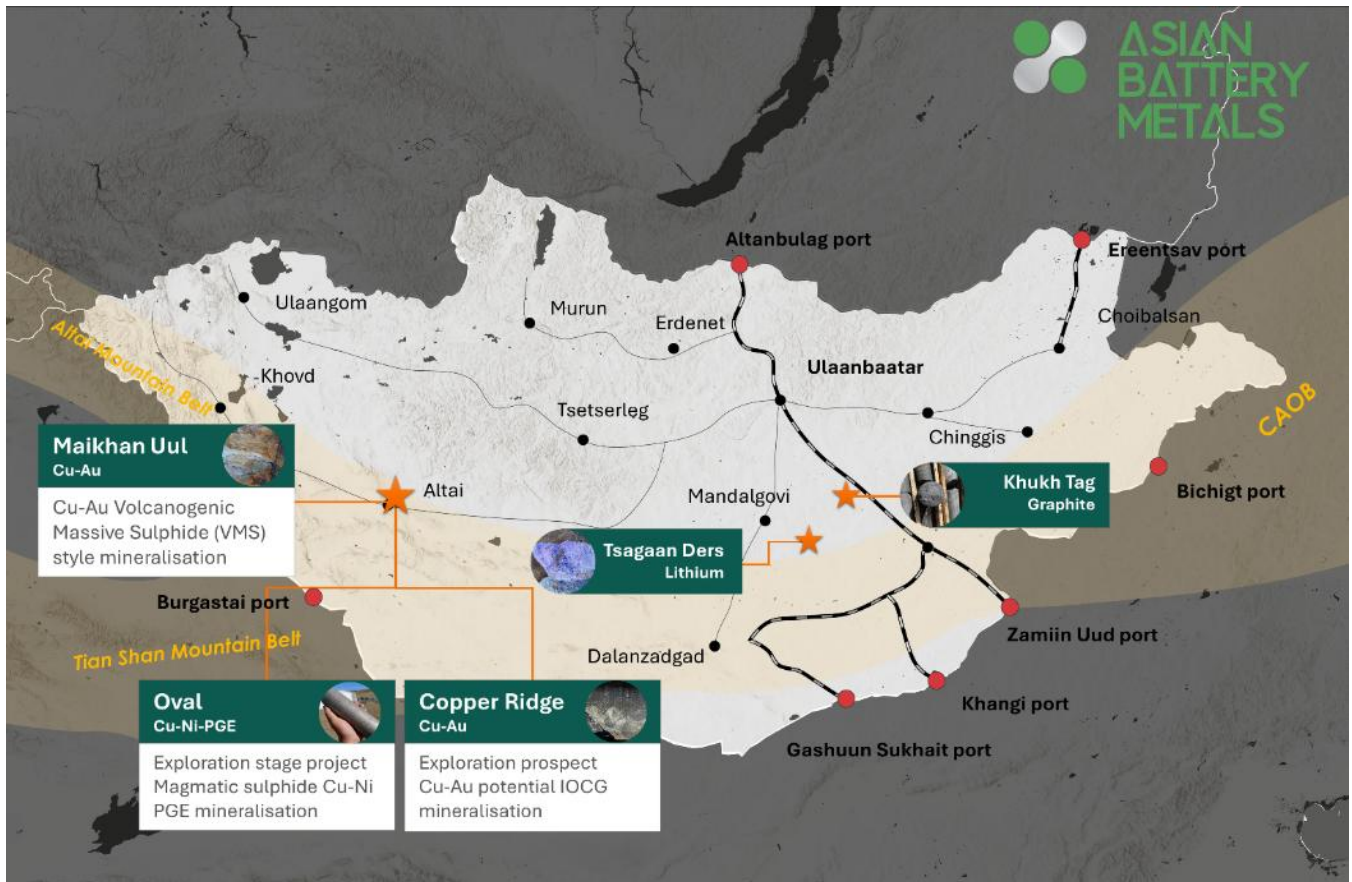 ASIAN
BATTERY
METALS
Altanbulag port
Ereentsav port
Ulaangom
Murun
Erdenet
Choibalsan
Altai Mountain Belt
Khovd
Ulaanbaatar
Tsetserleg
Chinggis
CAOB
Maikhan Uul
Cu-Au
Cu-Au Volcanogenic
Massive Sulphide (VMS)
style mineralisation
Altai
Mandalgovi
Khukh Tag
Graphite
Bichigt port
Tsagaan Ders
Lithium
Burgastai port
Tian Shan Mountain Belt
Zamiin Uud port
Dalanzadgad
Oval
Cu-Ni-PGE
Exploration stage project
Magmatic sulphide Cu-Ni
PGE mineralisation
Copper Ridge
Cu-Au
Exploration prospect
Cu-Au potential IOCG
mineralisation
Khangi port
Gashuun Sukhait port